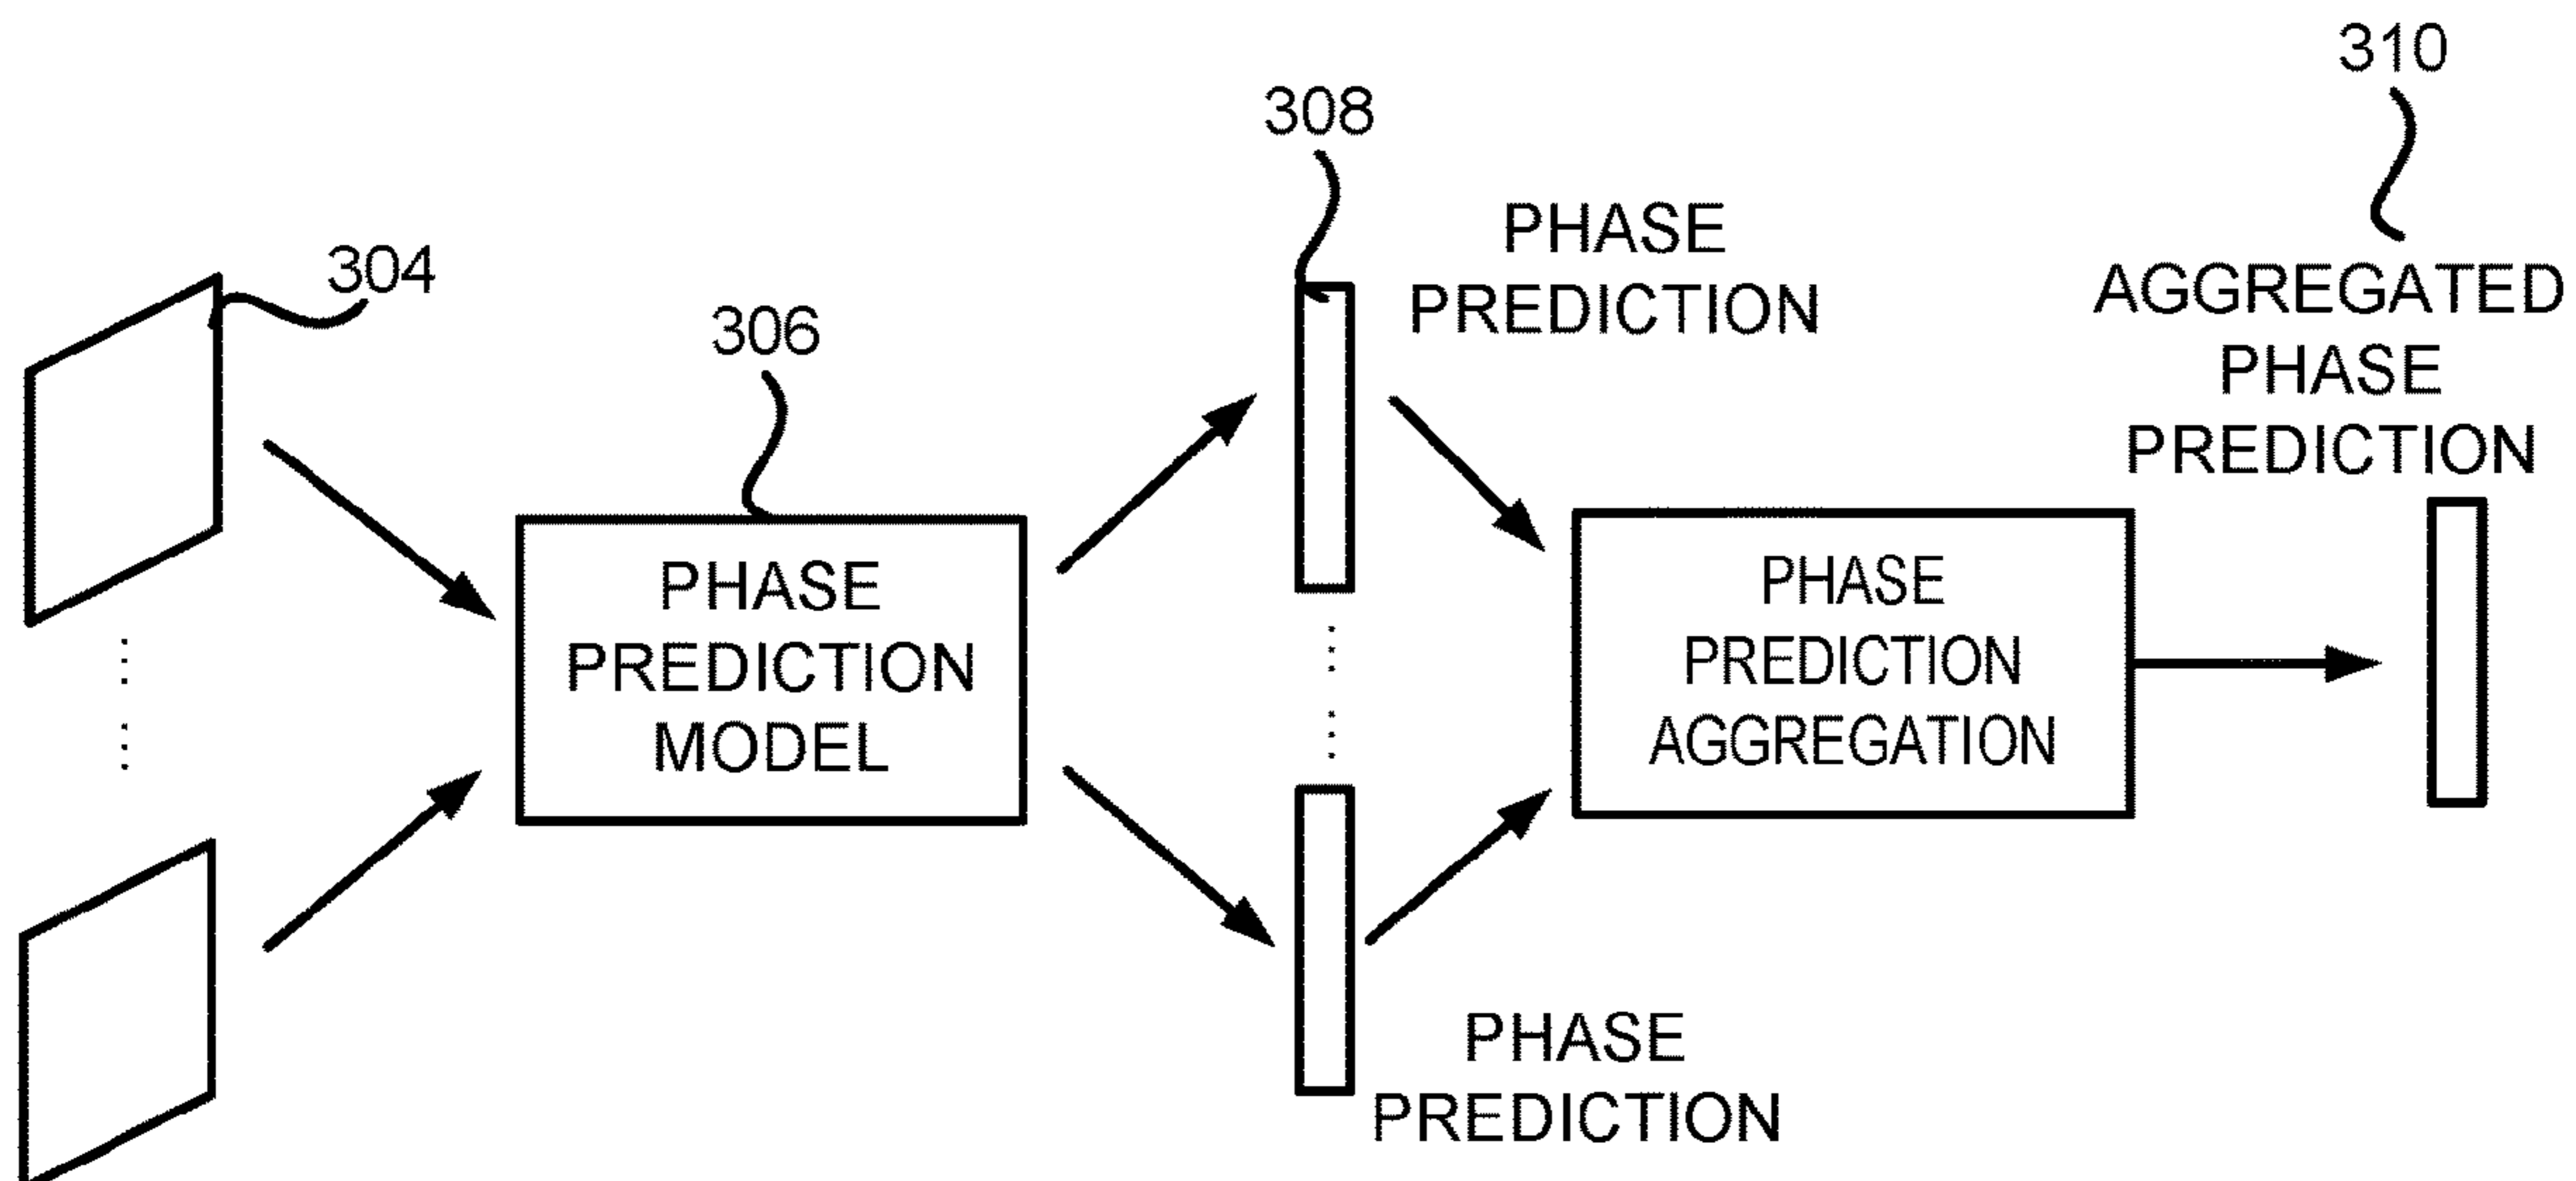 310
308
PHASE
PREDICTION
304
AGGREGATED
PHASE
PREDICTION
306
PHASE
PREDICTION
MODEL
PHASE
PREDICTION
AGGREGATION
PHASE
PREDICTION